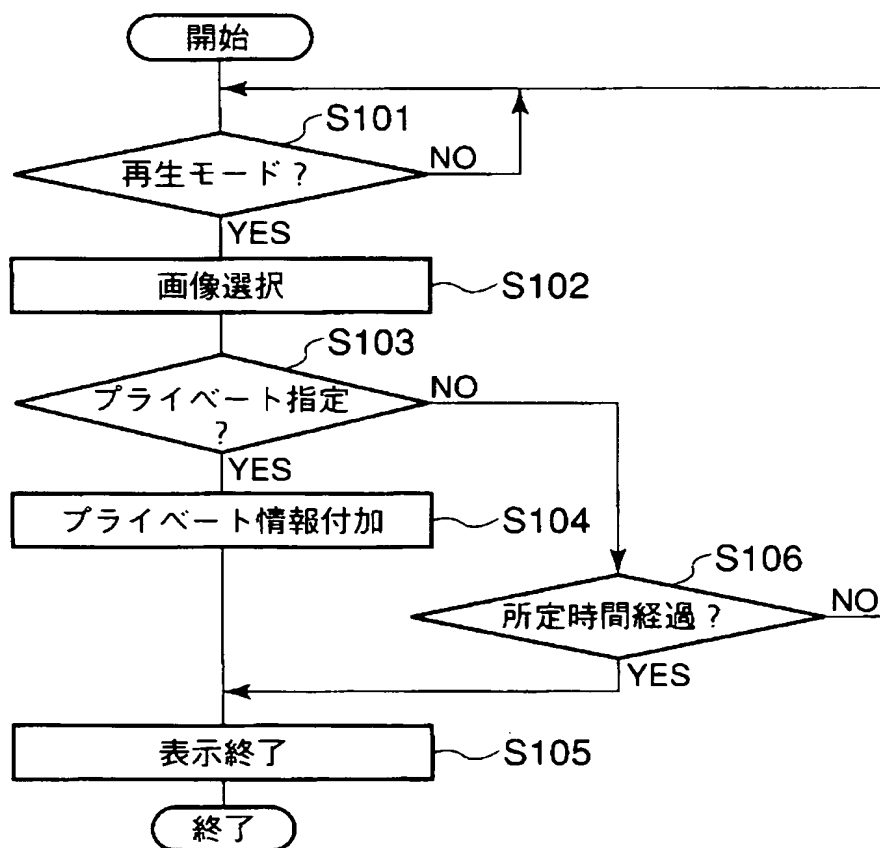 開始
S101
再生モード?
NO
YES
画像選択
S102
S103
プライベート指定
?
NO
YES
プライベート情報付加
S104
S106
所定時間経過?
NO
YES
表示終了
S105
終了